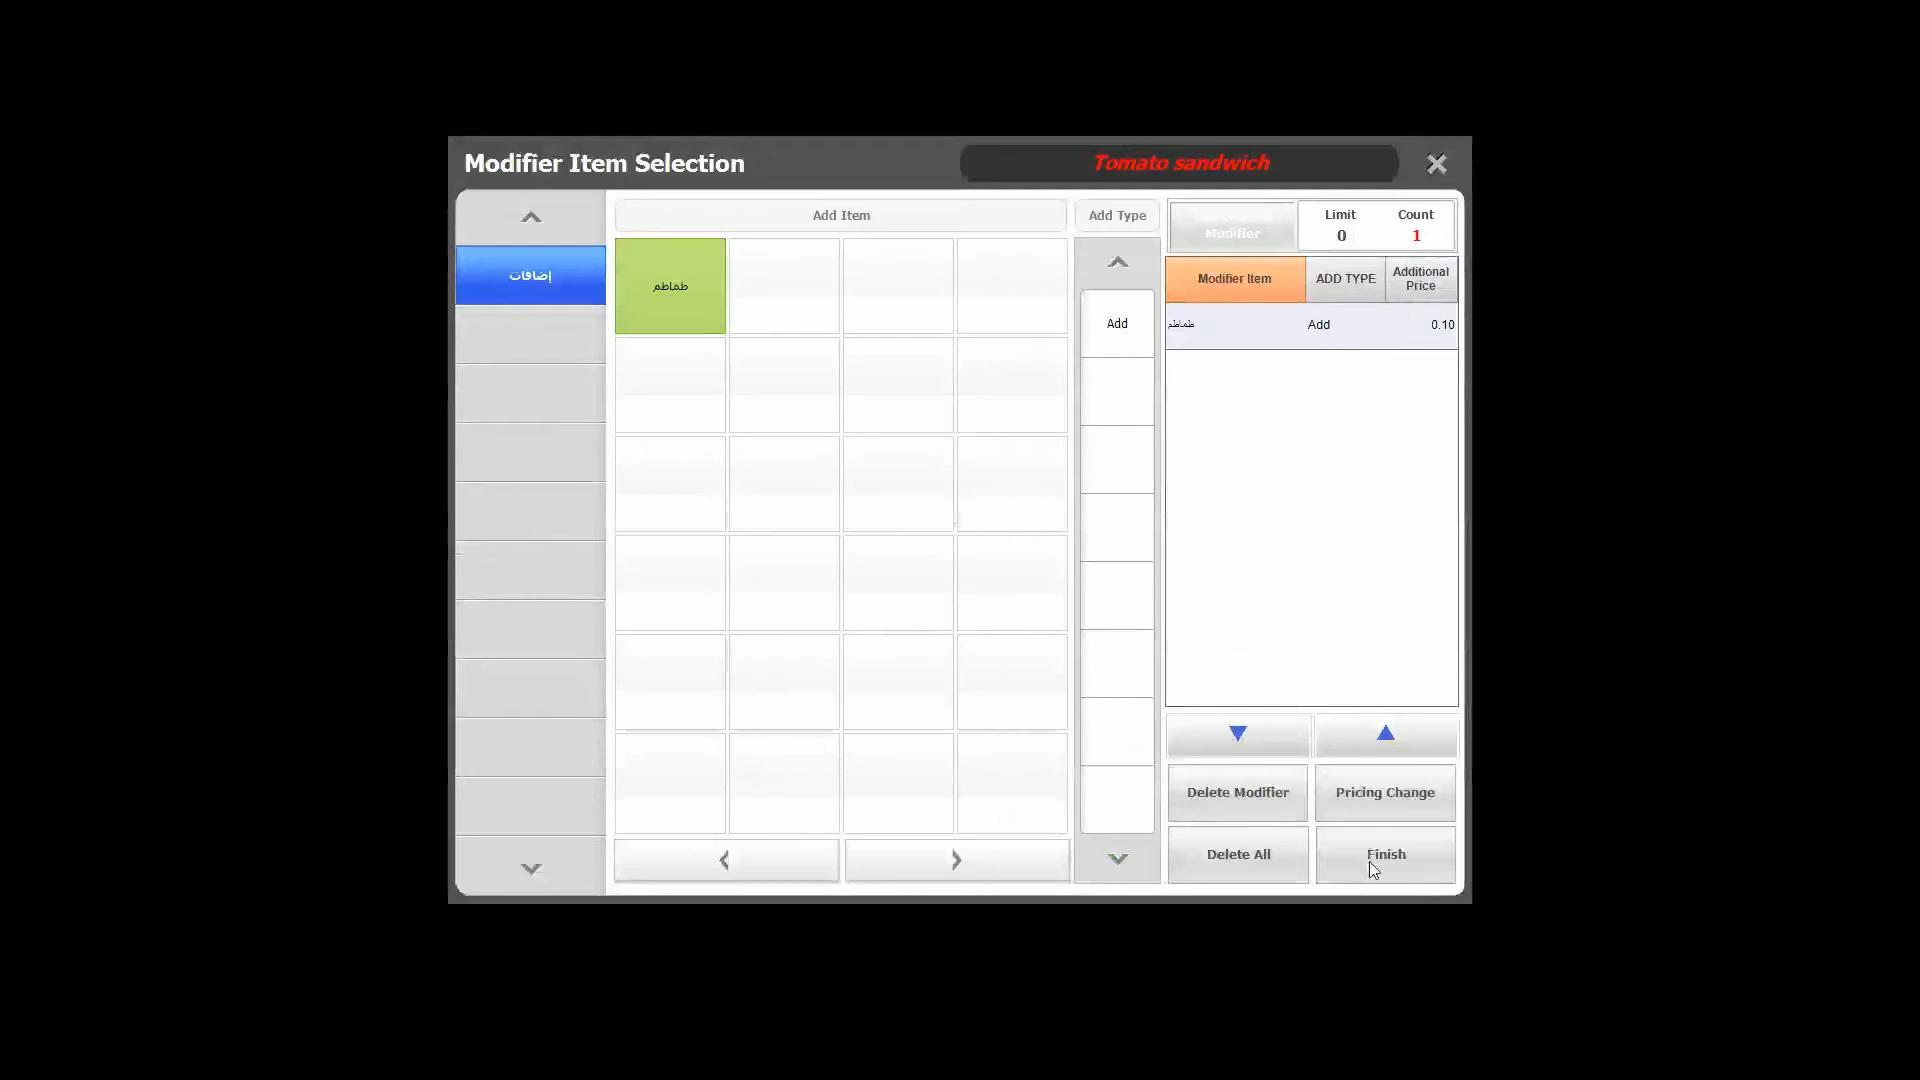 Modifier Item Selection
Tomato sandwich
إضافات
Add Item
طماطم
Add Type
Add
Modifier
Limit
0
Count
1
Modifier Item
ADD TYPE
Additional
Price
طماطم
Add
0.10
Delete Modifier
Pricing Change
Delete All
Finish